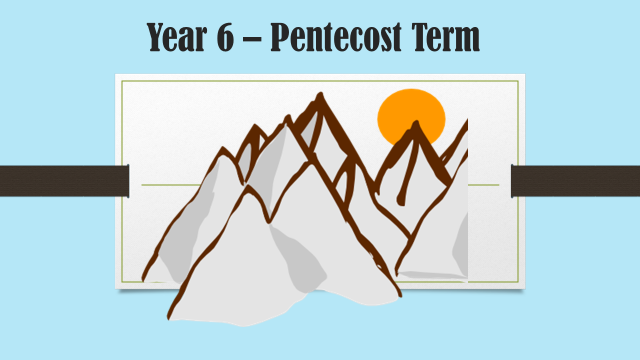 Year 6 – Pentecost Term